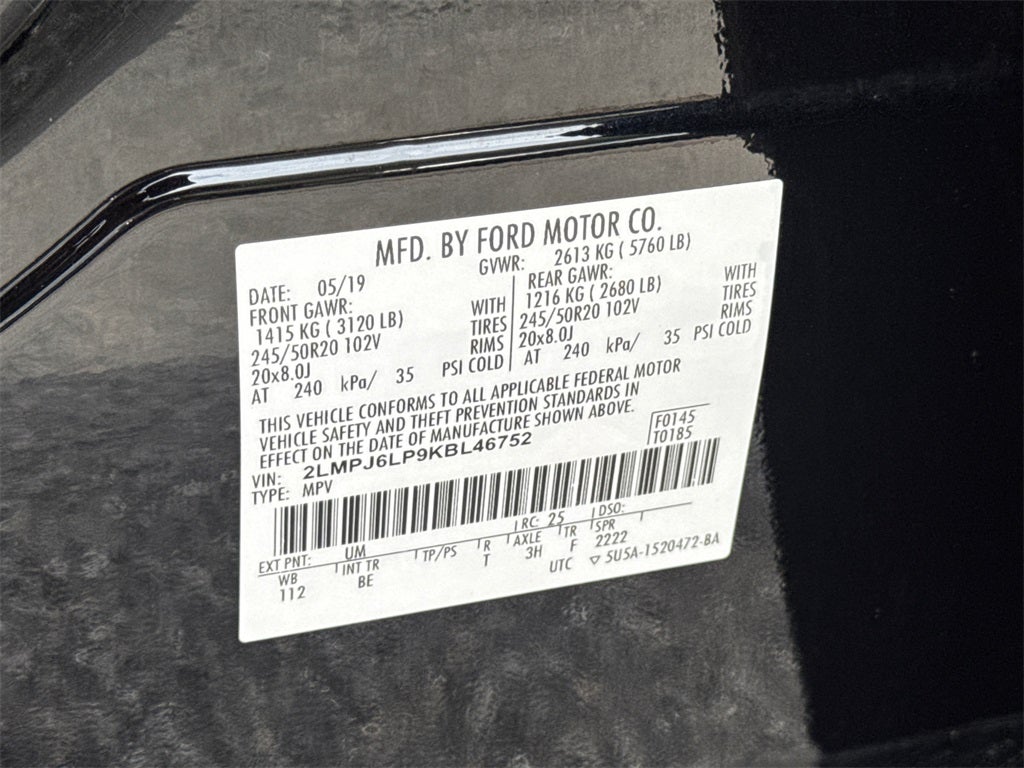 MFD. BY FORD MOTOR CO.
DATE: 05/19 GVWR: 2613 KG ( 5760 LB)
FRONT GAWR: WITH
1415 KG ( 3120 LB) TIRES
245/50R20 102V RIMS
20x8.0J
AT 240 kPa/ 35 PSI COLD
REAR GAWR: WITH
1216 KG ( 2680 LB) TIRES
245/50R20 102V RIMS
20x8.0J
AT 240 kPa/ 35 PSI COLD
THIS VEHICLE CONFORMS TO ALL APPLICABLE FEDERAL MOTOR
VEHICLE SAFETY AND THEFT PREVENTION STANDARDS IN
EFFECT ON THE DATE OF MANUFACTURE SHOWN ABOVE.
VIN: 2LMPJ6LP9KBL46752
TYPE: MPV
F0145
T0185
EXT PNT: UM RC: 25 DSO:
WB INT TR TP/PS R AXLE TR SPR
112 BE T 3H F 2222
UTC ▽ 5U5A-1520472-BA